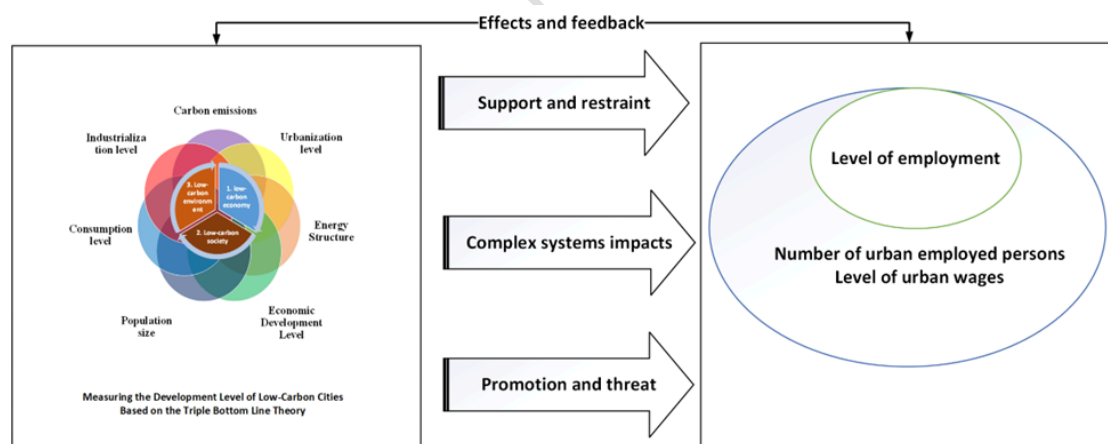 Effects and feedback
Carbon emissions
Industrializa
tion level
Urbanization
level
3. Low-
carbon
environm
ent
1. low-
carbon
economy
2. Low-carbon
society
Consumption
level
Energy
Structure
Population
size
Economic
Development
Level
Measuring the Development Level of Low-Carbon Cities
Based on the Triple Bottom Line Theory
Support and restraint
Complex systems impacts
Promotion and threat
Level of employment
Number of urban employed persons
Level of urban wages